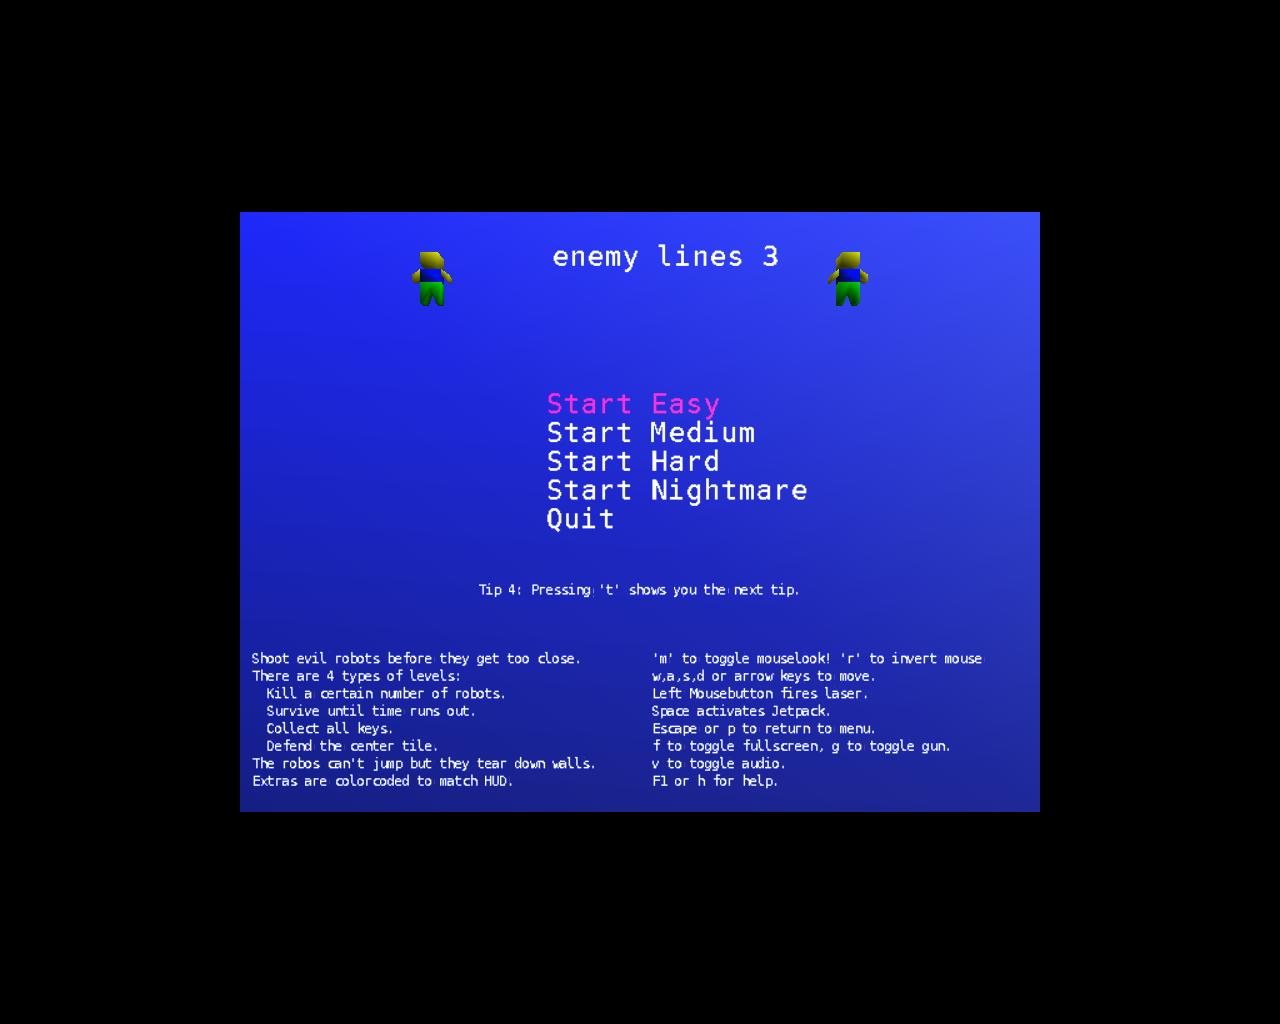 enemy lines 3
Start Easy
Start Medium
Start Hard
Start Nightmare
Quit
Tip 4: Pressing 't' shows you the next tip.
Shoot evil robots before they get too close.
There are 4 types of levels:
Kill a certain number of robots.
Survive until time runs out.
Collect all keys.
Defend the center tile.
The robos can't jump but they tear down walls.
Extras are colorcoded to match HUD.
'm' to toggle mouselook! 'r' to invert mouse
w,a,s,d or arrow keys to move.
Left Mousebutton fires laser.
Space activates Jetpack.
Escape or p to return to menu.
f to toggle fullscreen, g to toggle gun.
v to toggle audio.
F1 or h for help.